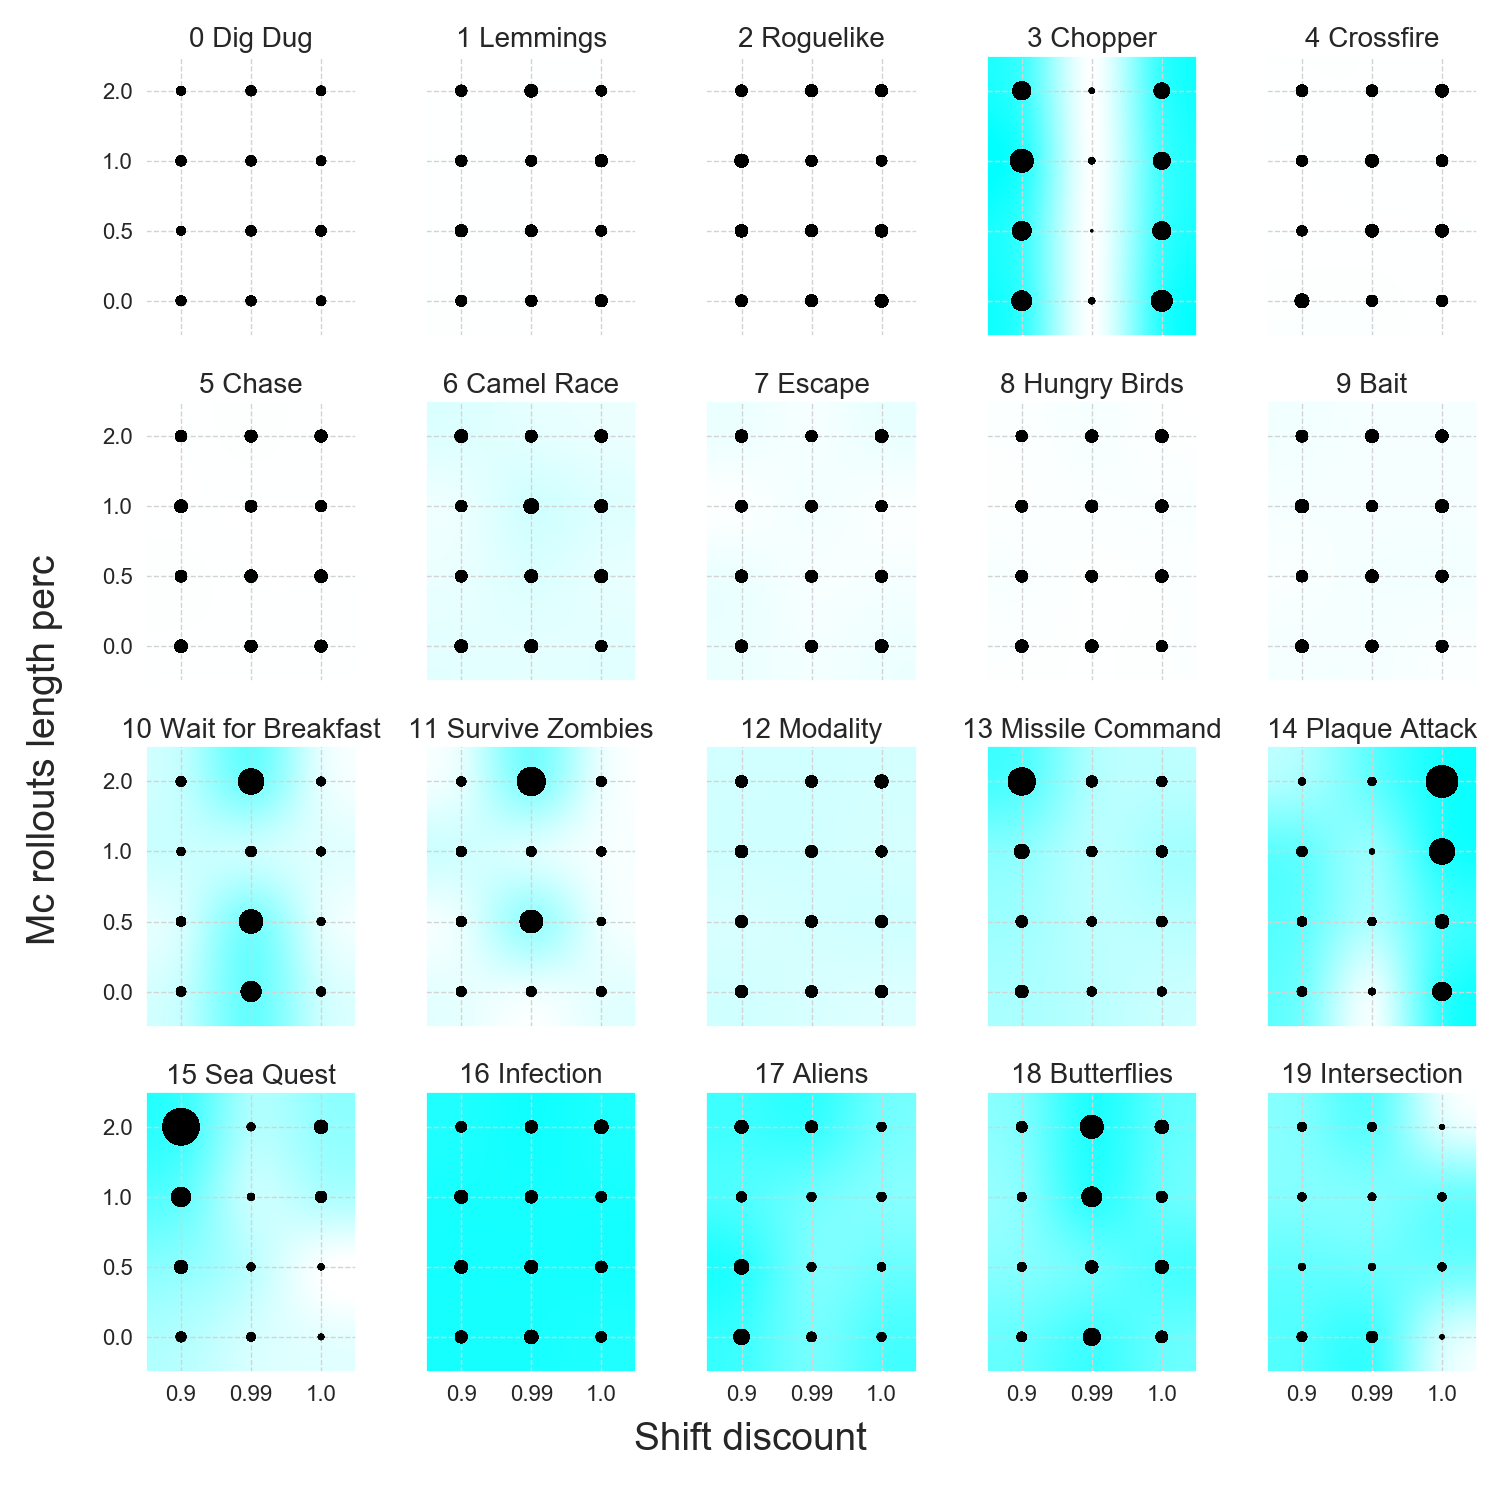 0 Dig Dug 1 Lemmings 2 Roguelike 3 Chopper 4 Crossfire
2.0
1.0
0.5
0.0
5 Chase 6 Camel Race 7 Escape 8 Hungry Birds 9 Bait
2.0
1.0
0.5
0.0
10 Wait for Breakfast 11 Survive Zombies 12 Modality 13 Missile Command 14 Plaque Attack
2.0
1.0
0.5
0.0
15 Sea Quest 16 Infection 17 Aliens 18 Butterflies 19 Intersection
2.0
1.0
0.5
0.0
0.9 0.99 1.0 0.9 0.99 1.0 0.9 0.99 1.0 0.9 0.99 1.0 0.9 0.99 1.0
Mc rollouts length perc
Shift discount